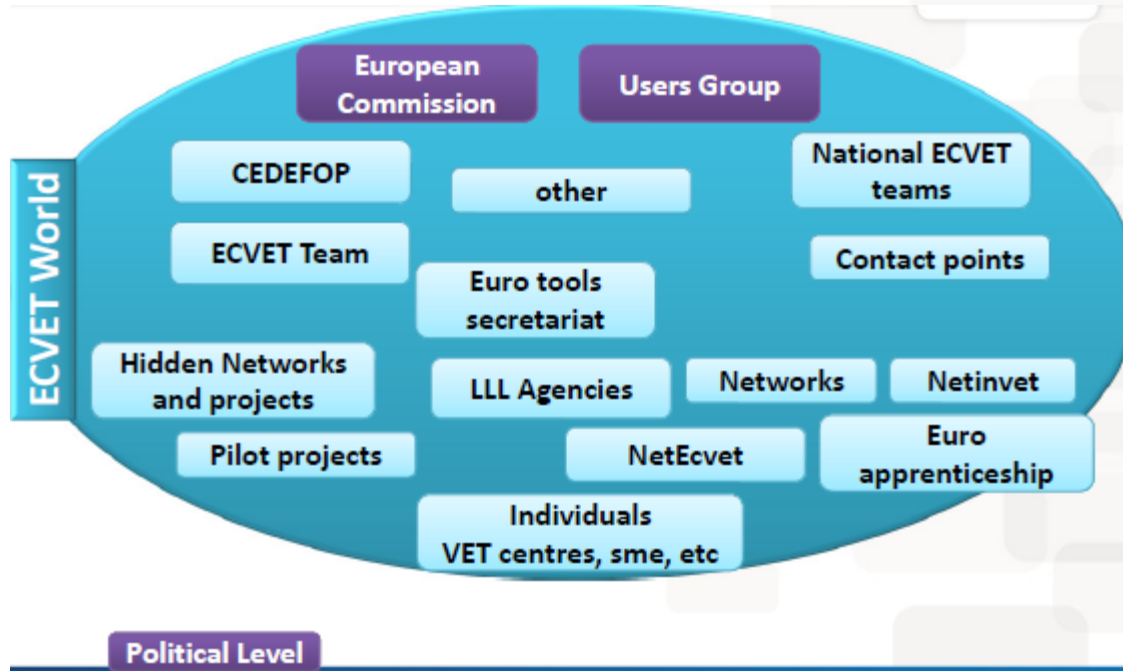 European
Commission
Users Group
CEDEFOP
other
National ECVET
teams
ECVET Team
Contact points
Euro tools
secretariat
ECVET World
Hidden Networks
and projects
LLL Agencies
Networks
Netinvet
Pilot projects
NetEcvet
Euro
apprenticeship
Individuals
VET centres, sme, etc
Political Level